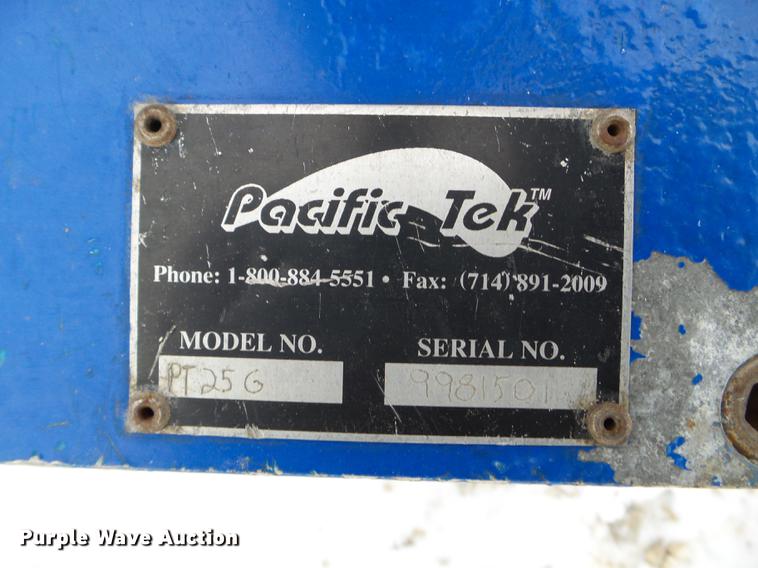 Pacific Tek™
Phone: 1-800-884-5551 • Fax: (714) 891-2009
MODEL NO. SERIAL NO.
PT25G 9981501
Purple Wave Auction